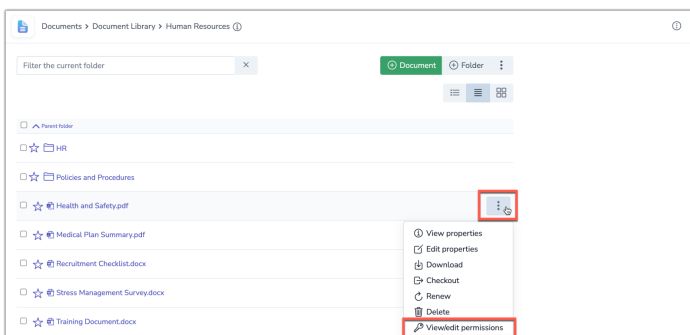 Documents > Document Library > Human Resources
Filter the current folder
Document Folder
Parent folder
HR
Policies and Procedures
Health and Safety.pdf
Medical Plan Summary.pdf
Recruitment Checklist.docx
Stress Management Survey.docx
Training Document.docx
View properties
Edit properties
Download
Checkout
Renew
Delete
View/edit permissions